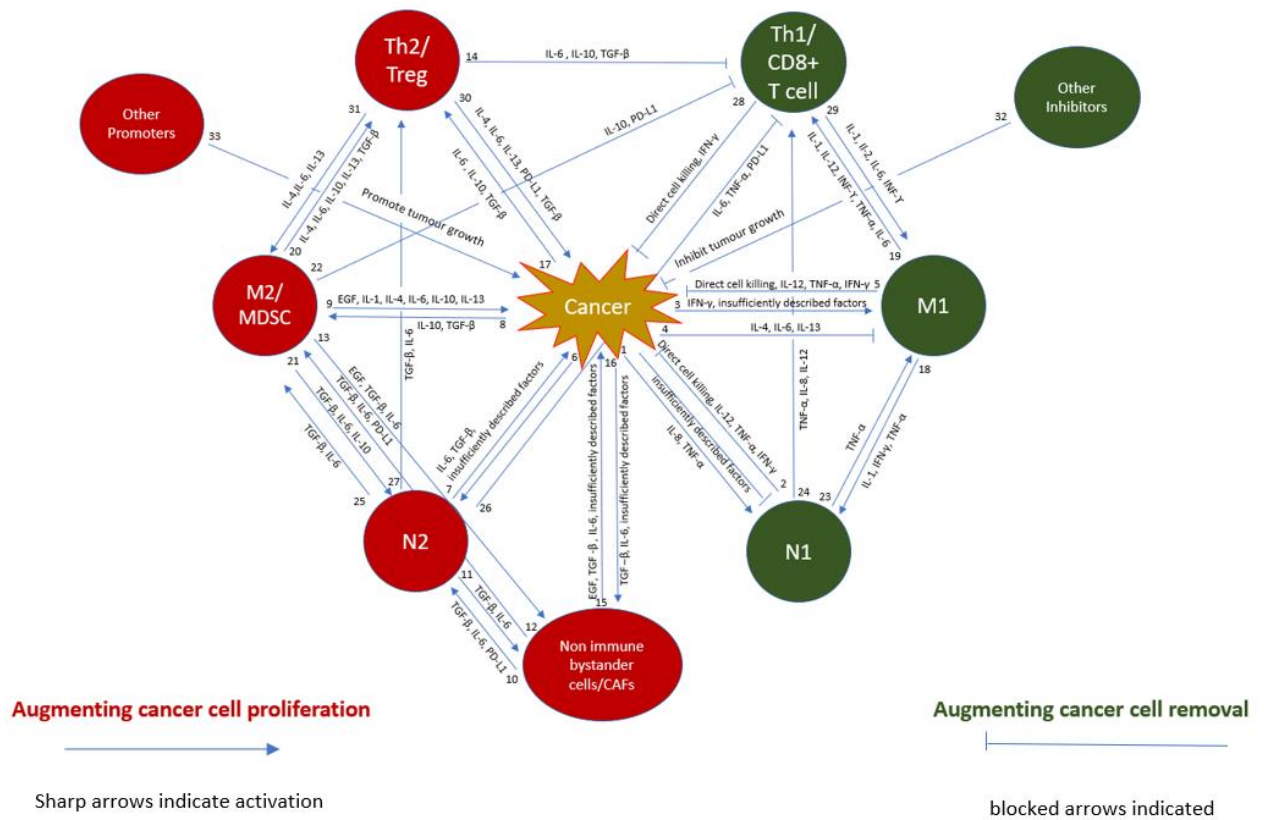 Th2/
Treg
14
IL-6 , IL-10, TGF-β
Th1/
CD8+
T cell
Other
Promoters
33
Other
Inhibitors
32
31
30
28
29
IL-4,IL-6, IL-13
IL-4, IL-6, IL-10, IL-13, TGF-β
IL-4, IL-6, IL-13, PD-L1, TGF-β
IL-6, IL-10, TGF-β
IL-10, PD-L1
Direct cell killing, IFN-γ
IL-6, TNF-α, PD-L1
IL-1, Il-2, IL-6, INF-Y
IL-1, IL-12, INF-Y, TNF-α, IL-6
Promote tumour growth
Inhibit tumour growth
20
22
17
19
M2/
MDSC
9
EGF, IL-1, IL-4, IL-6, IL-10, IL-13
IL-10, TGF-β
8
Cancer
Direct cell killing, IL-12, TNF-α, IFN-γ
5
3
IFN-γ, insufficiently described factors
4
IL-4, IL-6, IL-13
M1
13
21
6
16
1
18
TGF-β, IL-6
EGF, TGF-β, IL-6
TGF-β, IL-6, PD-L1
TGF-β, IL-6, IL-10
TGF-β, IL-6
IL-6, TGF-β,
insufficiently described factors
EGF, TGF -β , IL-6, insufficiently described factors
TGF –β, IL-6, insufficiently described factors
Direct cell killing, IL-12, TNF-α, IFN-γ
insufficiently described factors
IL-8, TNF-α
TNF-α, IL-8, IL-12
TNF-α
IL-1, IFN-γ, TNF-α
25
27
7
26
2
24
23
N2
N1
11
TGF-β, IL-6
TGF-β, IL-6, PD-L1
10
12
15
Non immune
bystander
cells/CAFs
Augmenting cancer cell proliferation
Augmenting cancer cell removal
Sharp arrows indicate activation
blocked arrows indicated